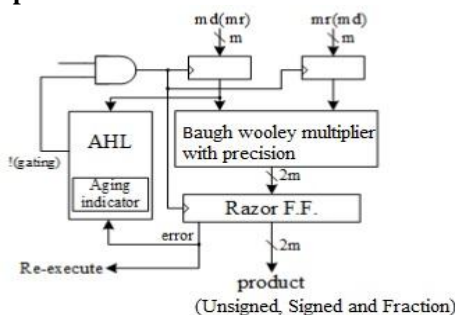 md(mr)
mr(md)
m
m
AHL
Baugh wooley multiplier
with precision
!(gating)
Aging
indicator
2m
Razor F.F.
error
2m
Re-execute
product
(Unsigned, Signed and Fraction)